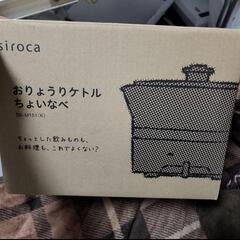 siroca
おりょうりケトル
ちょいなべ
SK-M151(K)
ちょっとした飲みものも、
お料理も、これでよくない?